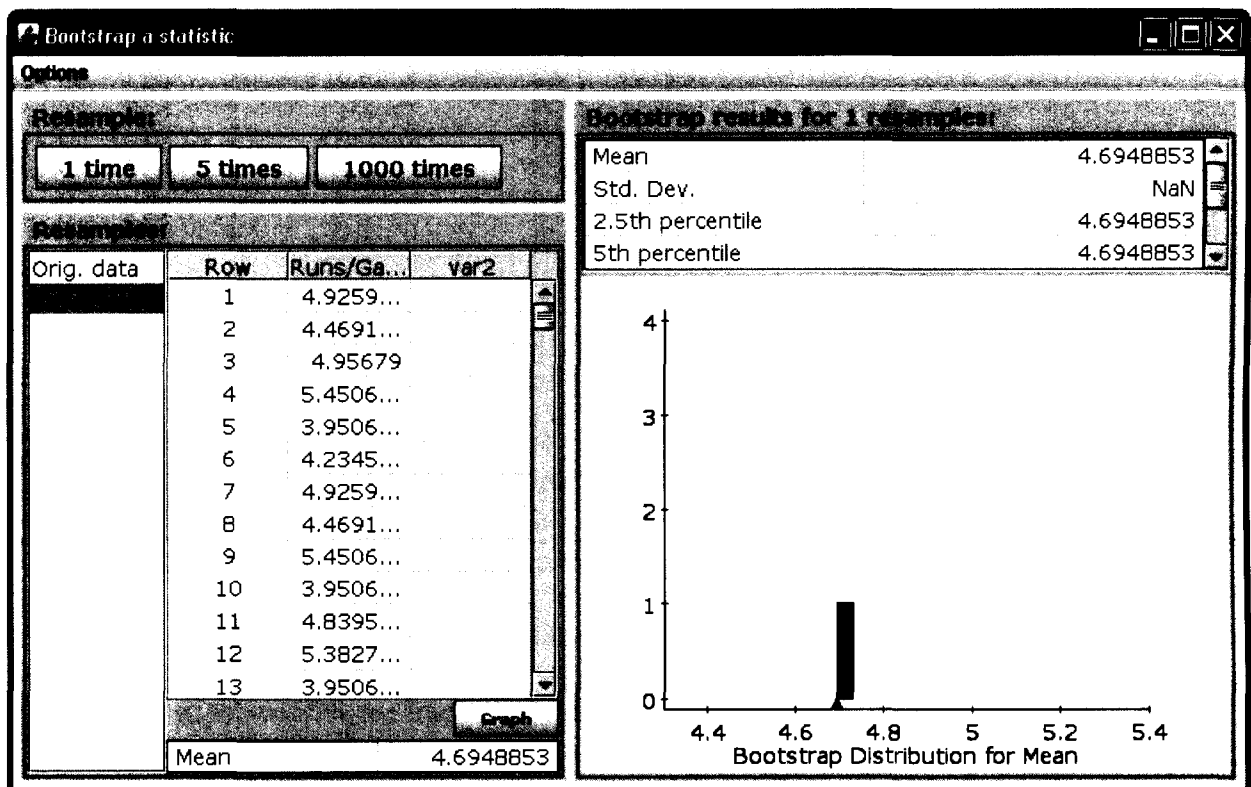 Bootstrap a statistic
Options
Resample:
1 time 5 times 1000 times
Resamples:
Orig. data
Row Runs/Ga... var2
1 4.9259...
2 4.4691...
3 4.95679
4 5.4506...
5 3.9506...
6 4.2345...
7 4.9259...
8 4.4691...
9 5.4506...
10 3.9506...
11 4.8395...
12 5.3827...
13 3.9506...
Graph
Mean 4.6948853
Bootstrap results for 1 resamples:
Mean 4.6948853
Std. Dev. NaN
2.5th percentile 4.6948853
5th percentile 4.6948853
4
3
2
1
0
4.4 4.6 4.8 5 5.2 5.4
Bootstrap Distribution for Mean